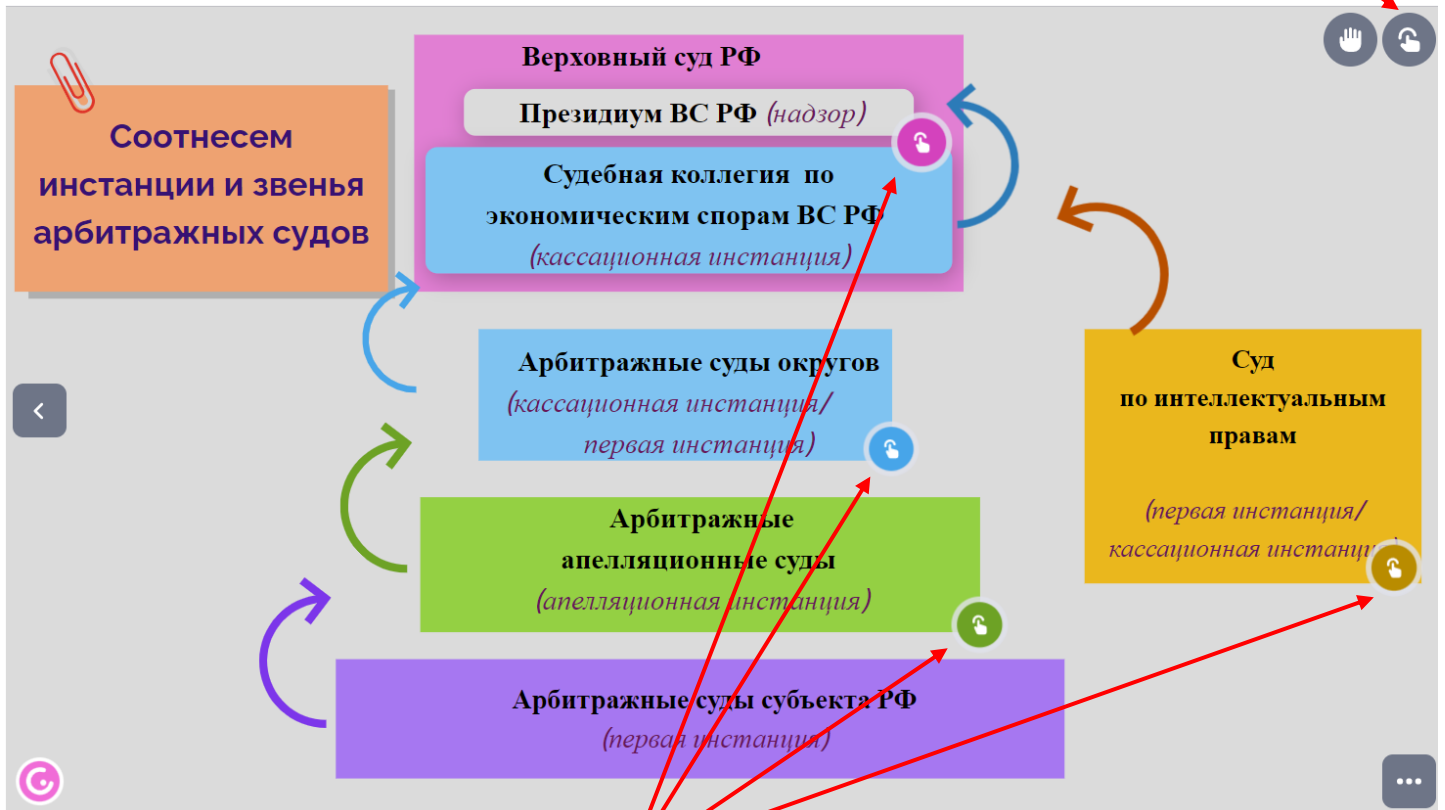 Соотнесем
инстанции и звенья
арбитражных судов
Верховный суд РФ
Президиум ВС РФ (надзор)
Судебная коллегия по
экономическим спорам ВС РФ
(кассационная инстанция)
Арбитражные суды округов
(кассационная инстанция/
первая инстанция)
Арбитражные
апелляционные суды
(апелляционная инстанция)
Арбитражные суды субъекта РФ
(первая инстанция)
Суд
по интеллектуальным
правам
(первая инстанция/
кассационная инстанция)